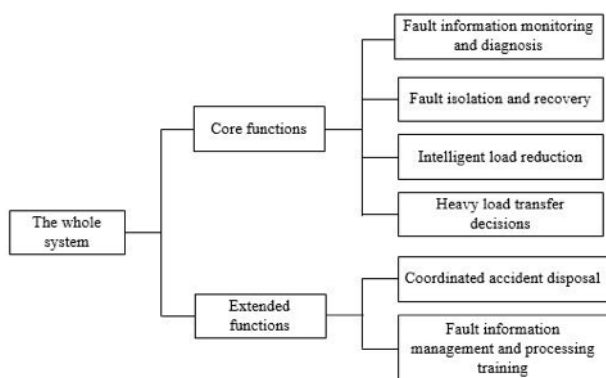 Fault information monitoring
and diagnosis
Fault isolation and recovery
Core functions
Intelligent load reduction
Heavy load transfer
decisions
The whole
system
Coordinated accident disposal
Extended
functions
Fault information
management and processing
training